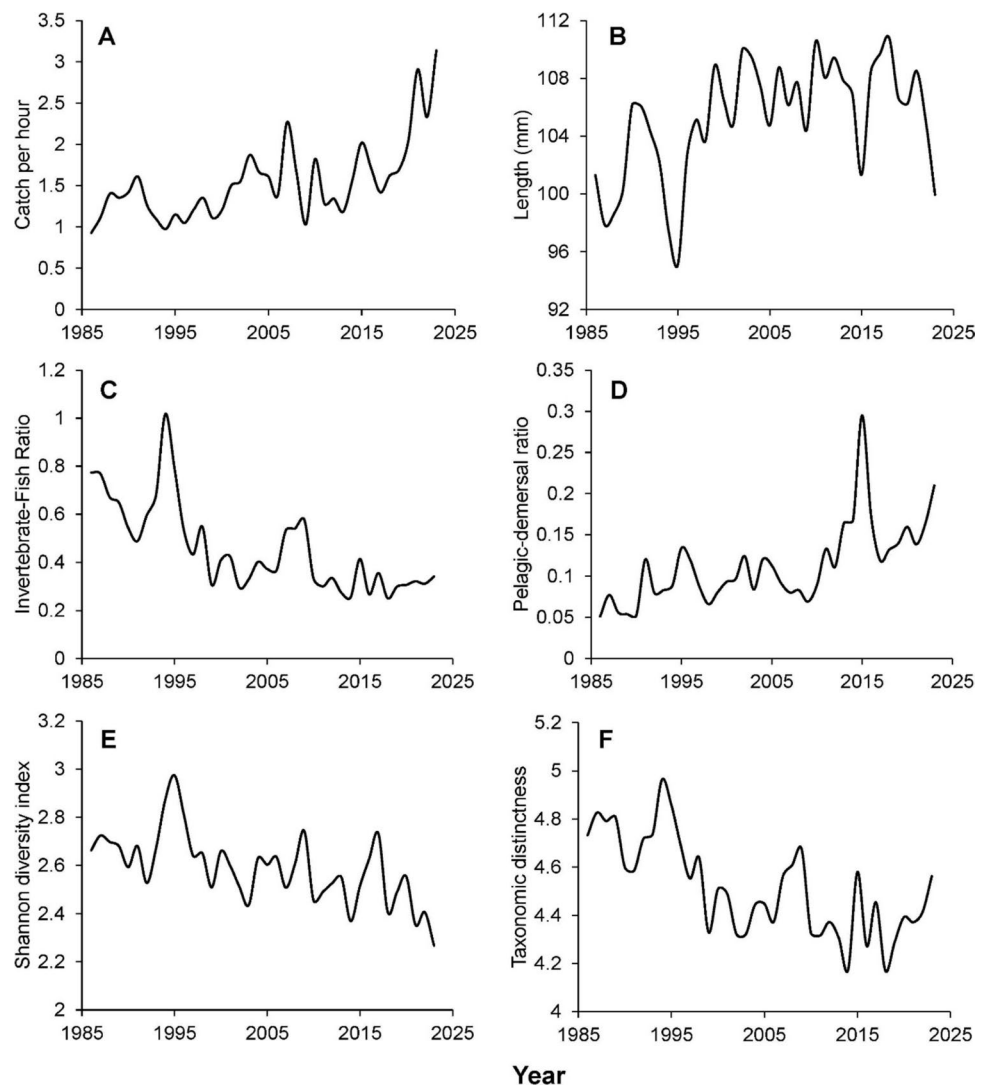 A
Catch per hour
3.5
3
2.5
2
1.5
1
0.5
0
1985 1995 2005 2015 2025
B
Length (mm)
112
108
104
100
96
92
1985 1995 2005 2015 2025
C
Invertebrate-Fish Ratio
1.2
1
0.8
0.6
0.4
0.2
0
1985 1995 2005 2015 2025
D
Pelagic-demersal ratio
0.35
0.3
0.25
0.2
0.15
0.1
0.05
0
1985 1995 2005 2015 2025
E
Shannon diversity index
3.2
3
2.8
2.6
2.4
2.2
2
1985 1995 2005 2015 2025
F
Taxonomic distinctness
5.2
5
4.8
4.6
4.4
4.2
4
1985 1995 2005 2015 2025
Year